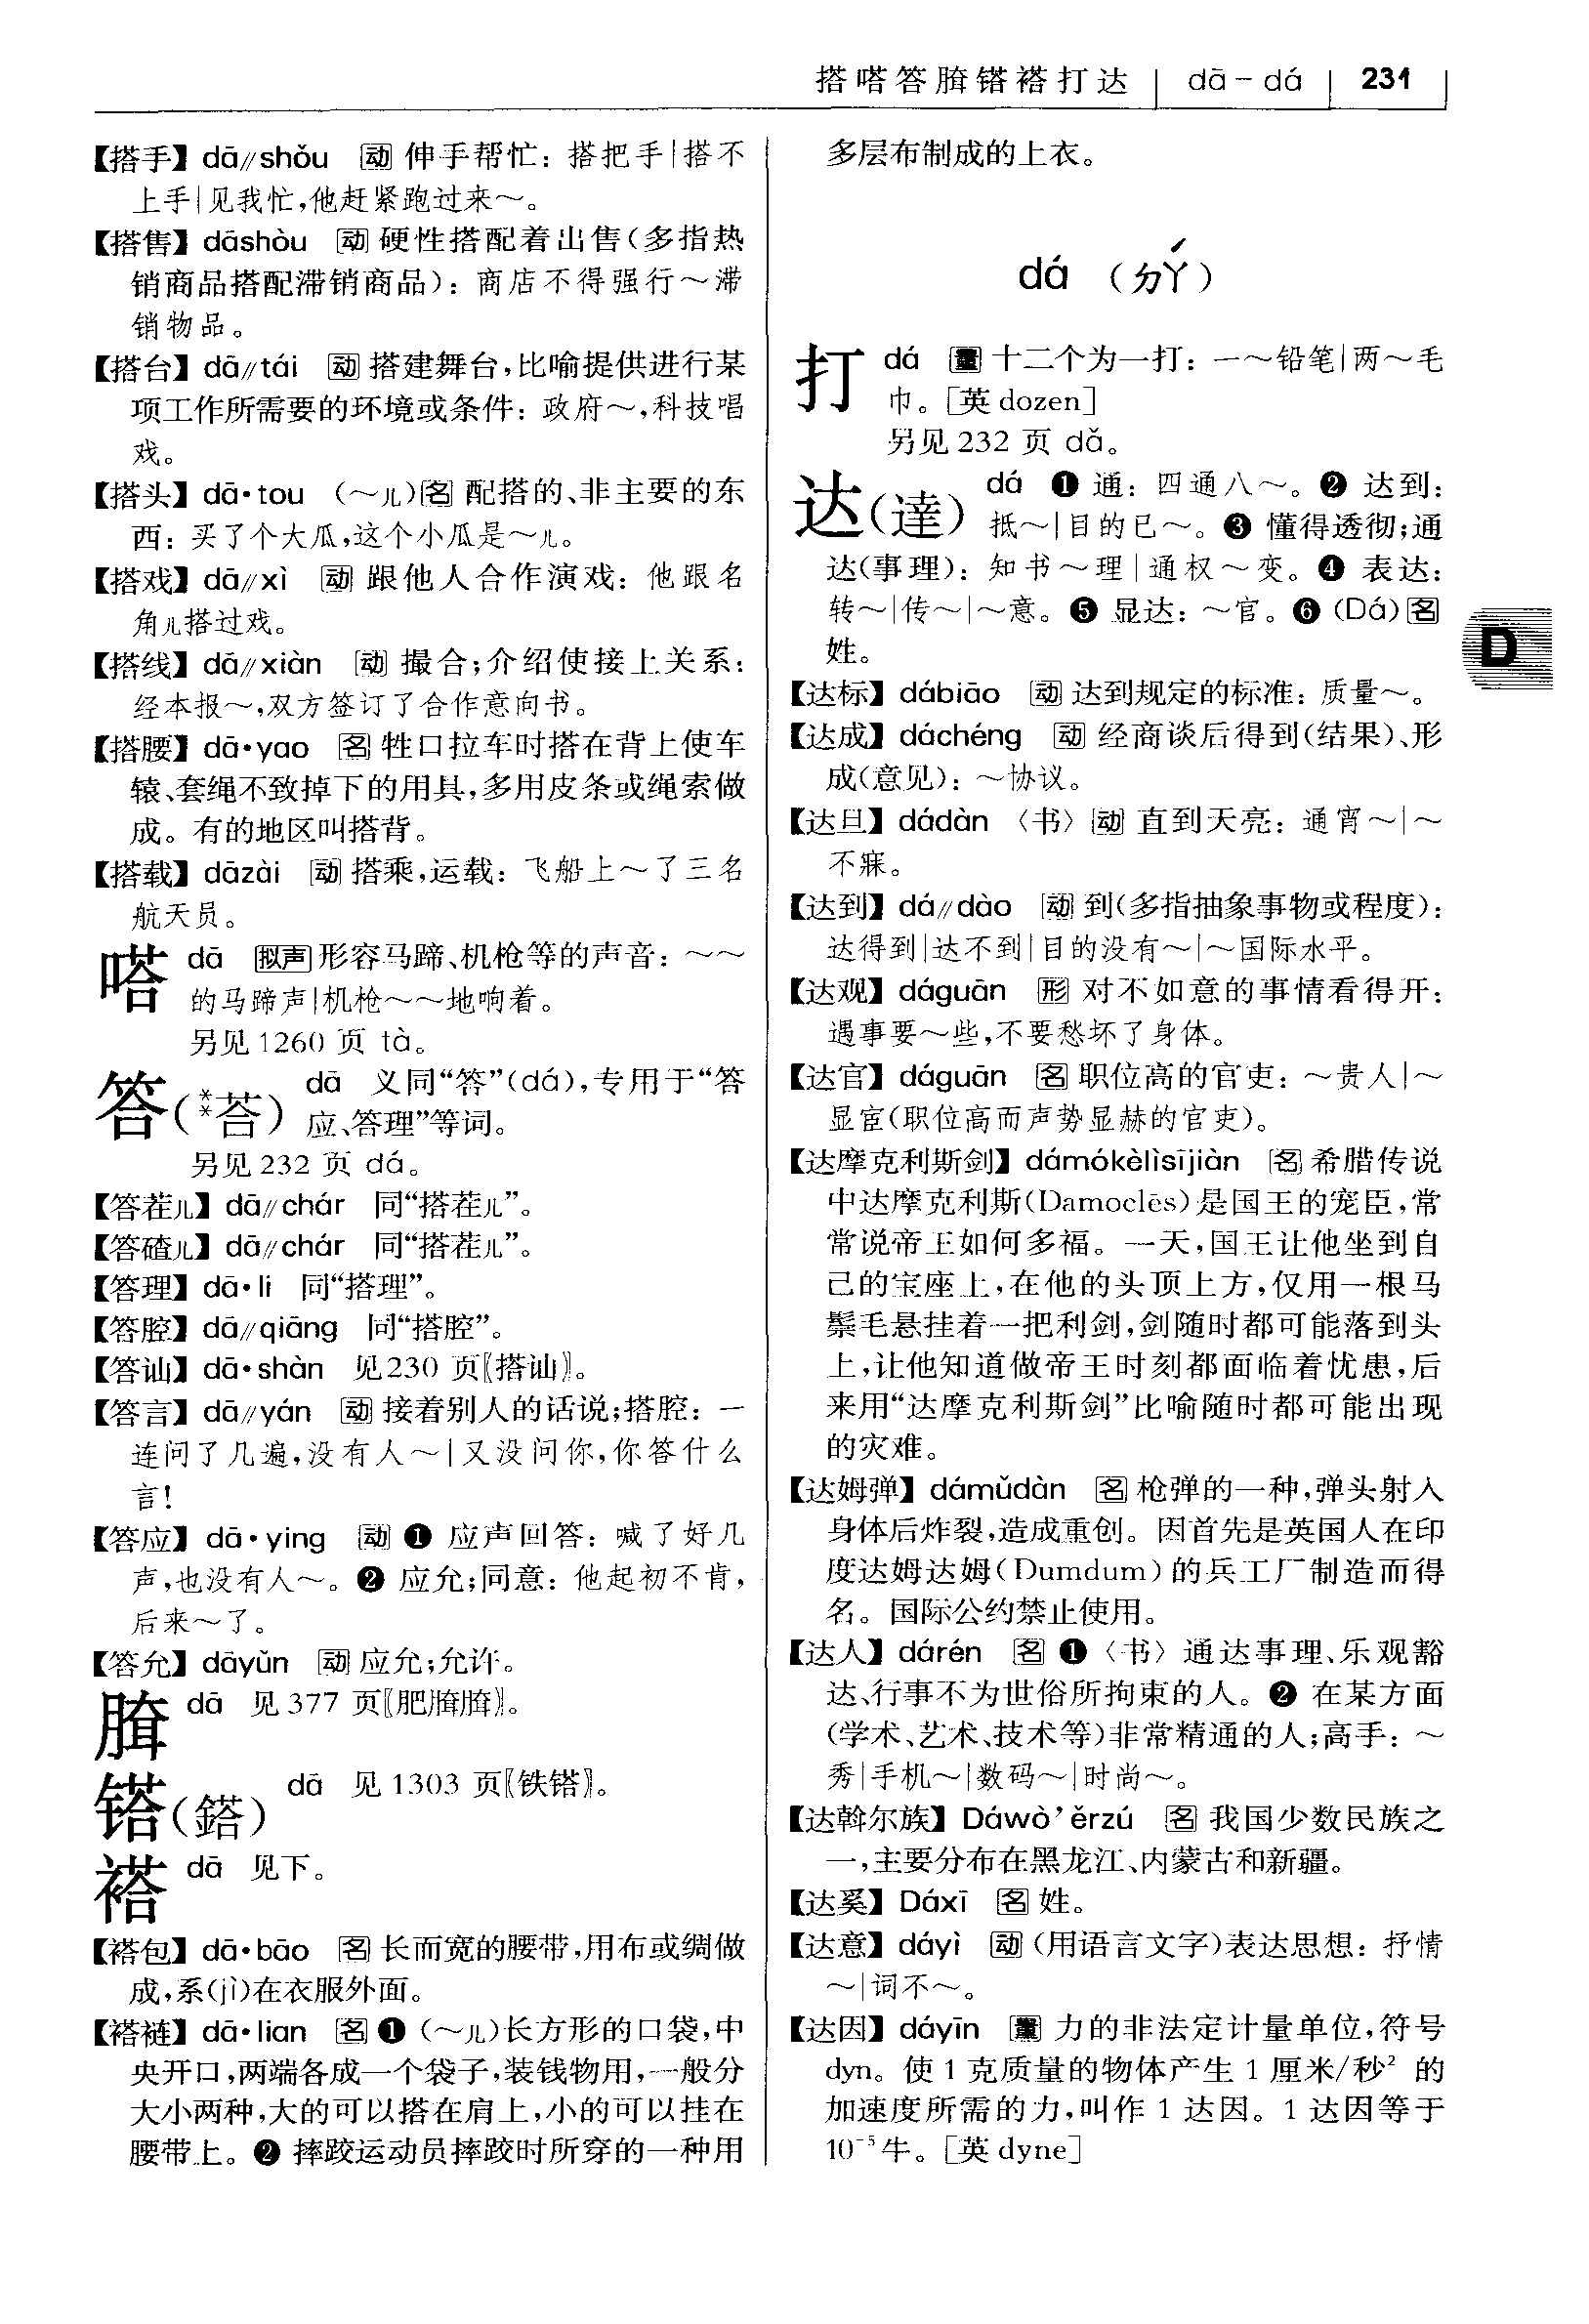 搭嗒答䐛锴褡打达 | dā－dá | 231
【搭手】dā//shǒu 动 伸手帮忙：搭把手|搭不
上手|见我忙，他赶紧跑过来～。
【搭售】dāshòu 动 硬性搭配着出售（多指热
销商品搭配滞销商品）：商店不得强行～滞
销物品。
【搭台】dā//tái 动 搭建舞台，比喻提供进行某
项工作所需要的环境或条件：政府～，科技唱
戏。
【搭头】dā·tou （～儿）名 配搭的、非主要的东
西：买了个大瓜，这个小瓜是～儿。
【搭戏】dā//xì 动 跟他人合作演戏：他跟名
角儿搭过戏。
【搭线】dā//xiàn 动 撮合；介绍使接上关系：
经本报～，双方签订了合作意向书。
【搭腰】dā·yao 名 牲口拉车时搭在背上使车
辕、套绳不致掉下的用具，多用皮条或绳索做
成。有的地区叫搭背。
【搭载】dāzài 动 搭乘，运载：飞船上～了三名
航天员。
嗒 dā 拟声 形容马蹄、机枪等的声音：～～
的马蹄声|机枪～～地响着。
另见 1260 页 tà。
答（**荅） dā 义同“答”（dá），专用于“答
应、答理”等词。
另见 232 页 dá。
【答茬儿】dā//chár 同“搭茬儿”。
【答碴儿】dā//chár 同“搭茬儿”。
【答理】dā·li 同“搭理”。
【答腔】dā//qiāng 同“搭腔”。
【答讪】dā·shàn 见230 页〖搭讪〗。
【答言】dā//yán 动 接着别人的话说；搭腔：一
连问了几遍，没有人～|又没问你，你答什么
言！
【答应】dā·ying 动 ❶ 应声回答：喊了好几
声，也没有人～。❷ 应允；同意：他起初不肯，
后来～了。
【答允】dāyǔn 动 应允；允许。
䐛 dā 见 377 页〖肥䐛䐛〗。
锴（鎝） dā 见 1303 页〖铁锴〗。
褡 dā 见下。
【褡包】dā·bāo 名 长而宽的腰带，用布或绸做
成，系（jì）在衣服外面。
【褡裢】dā·lian 名 ❶（～儿）长方形的口袋，中
央开口，两端各成一个袋子，装钱物用，一般分
大小两种，大的可以搭在肩上，小的可以挂在
腰带上。❷ 摔跤运动员摔跤时所穿的一种用
多层布制成的上衣。
dá （ㄉㄚˊ）
打 dá 量 十二个为一打：一～铅笔|两～毛
巾。［英 dozen］
另见 232 页 dǎ。
达（達） dá ❶ 通：四通八～。❷ 达到：
抵～|目的已～。❸ 懂得透彻；通
达（事理）：知书～理|通权～变。❹ 表达：
转～|传～|～意。❺ 显达：～官。❻（Dá）名
姓。
【达标】dábiāo 动 达到规定的标准：质量～。
【达成】dáchéng 动 经商谈后得到（结果）、形
成（意见）：～协议。
【达旦】dádàn〈书〉动 直到天亮：通宵～|～
不寐。
【达到】dá//dào 动 到（多指抽象事物或程度）：
达得到|达不到|目的没有～|～国际水平。
【达观】dáguān 形 对不如意的事情看得开：
遇事要～些，不要愁坏了身体。
【达官】dáguān 名 职位高的官吏：～贵人|～
显宦（职位高而声势显赫的官吏）。
【达摩克利斯剑】dámókèlìsījiàn 名 希腊传说
中达摩克利斯（Damoclēs）是国王的宠臣，常
常说帝王如何多福。一天，国王让他坐到自
己的宝座上，在他的头顶上方，仅用一根马
鬃毛悬挂着一把利剑，剑随时都可能落到头
上，让他知道做帝王时刻都面临着忧患，后
来用“达摩克利斯剑”比喻随时都可能出现
的灾难。
【达姆弹】dámǔdàn 名 枪弹的一种，弹头射入
身体后炸裂，造成重创。因首先是英国人在印
度达姆达姆（Dumdum）的兵工厂制造而得
名。国际公约禁止使用。
【达人】dárén 名 ❶〈书〉通达事理、乐观豁
达、行事不为世俗所拘束的人。❷ 在某方面
（学术、艺术、技术等）非常精通的人；高手：～
秀|手机～|数码～|时尚～。
【达斡尔族】Dáwò’ěrzú 名 我国少数民族之
一，主要分布在黑龙江、内蒙古和新疆。
【达奚】Dáxī 名 姓。
【达意】dáyì 动（用语言文字）表达思想：抒情
～|词不～。
【达因】dáyīn 量 力的非法定计量单位，符号
dyn。使 1 克质量的物体产生 1 厘米/秒² 的
加速度所需的力，叫作 1 达因。1 达因等于
10⁻⁵牛。［英 dyne］
D